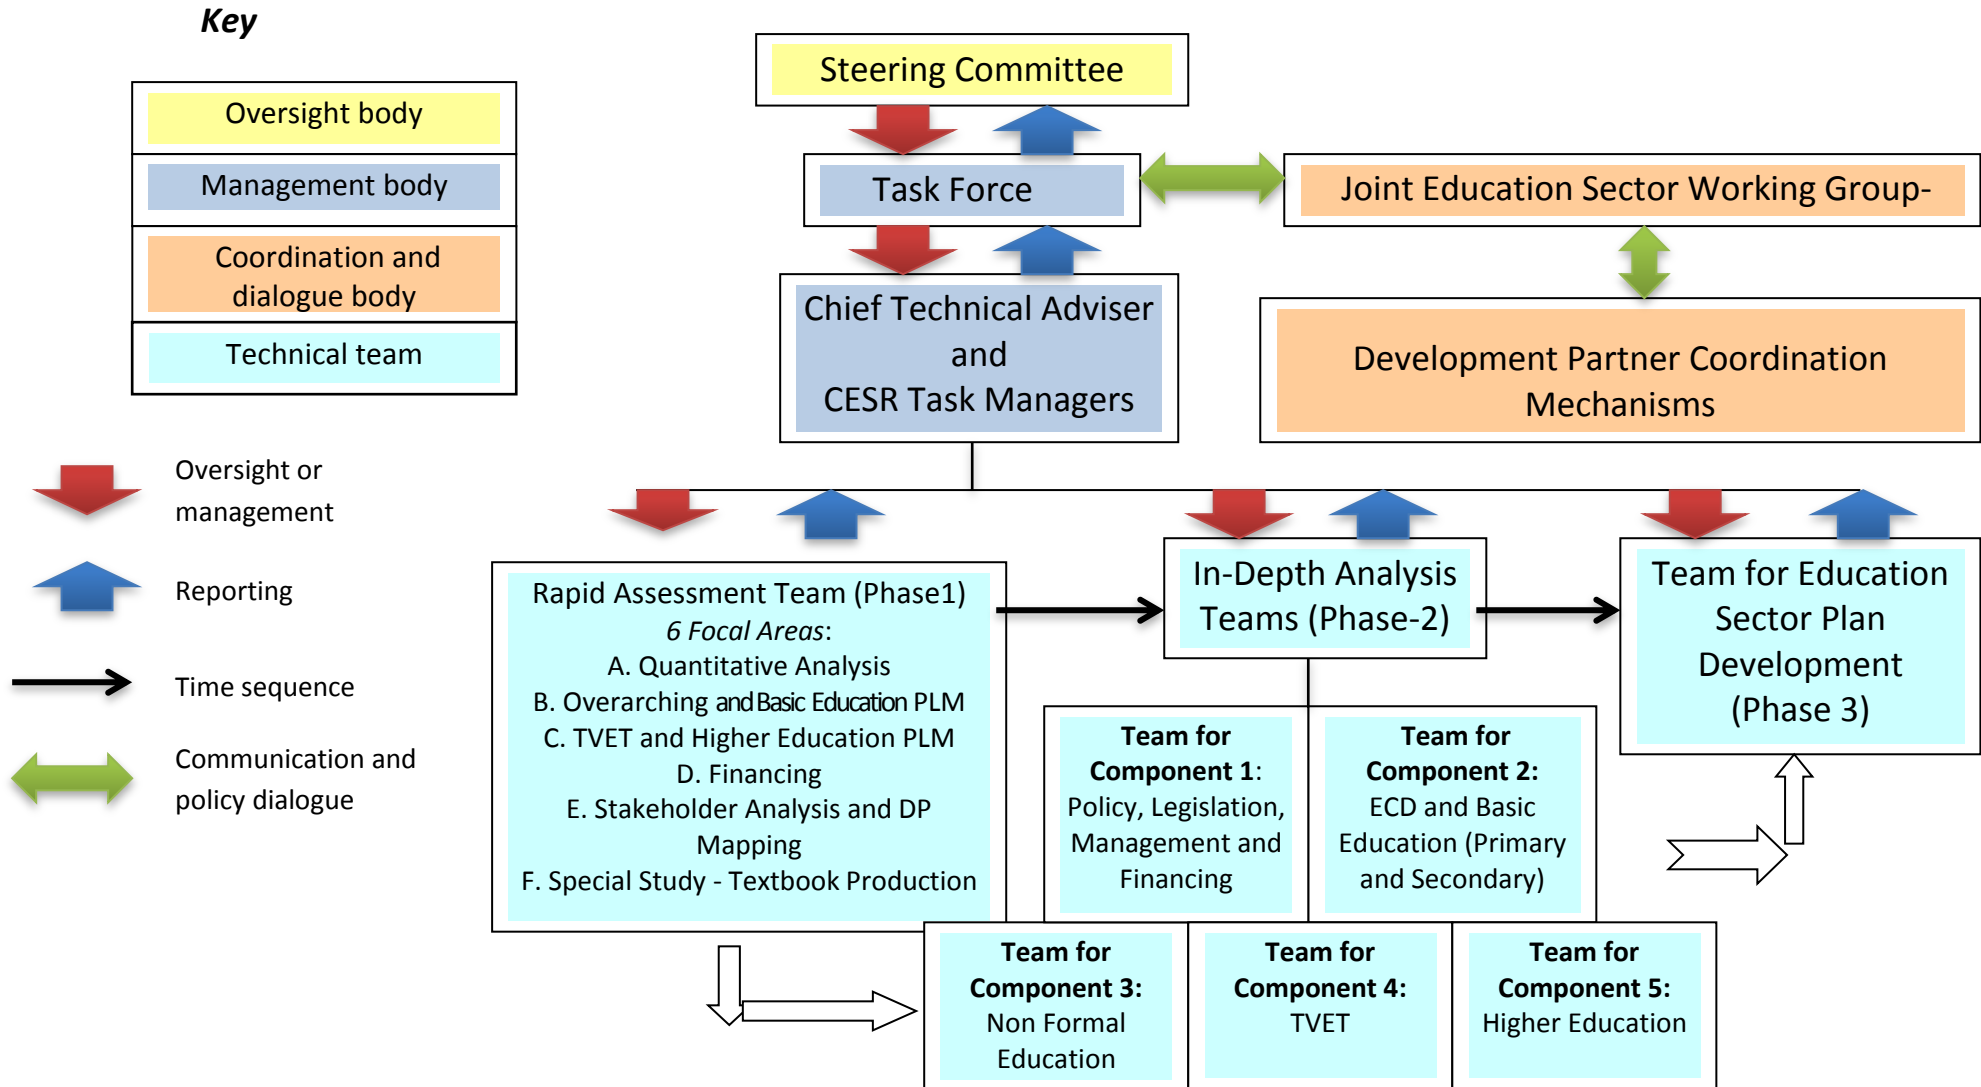 Key
Oversight body
Management body
Coordination and
dialogue body
Technical team
Oversight or
management
Reporting
Time sequence
Communication and
policy dialogue
Steering Committee
Task Force
Joint Education Sector Working Group-
Chief Technical Adviser
and
CESR Task Managers
Development Partner Coordination
Mechanisms
Rapid Assessment Team (Phase1)
6 Focal Areas:
A. Quantitative Analysis
B. Overarching and Basic Education PLM
C. TVET and Higher Education PLM
D. Financing
E. Stakeholder Analysis and DP
Mapping
F. Special Study - Textbook Production
In-Depth Analysis
Teams (Phase-2)
Team for Education
Sector Plan
Development
(Phase 3)
Team for
Component 1:
Policy, Legislation,
Management and
Financing
Team for
Component 2:
ECD and Basic
Education (Primary
and Secondary)
Team for
Component 3:
Non Formal
Education
Team for
Component 4:
TVET
Team for
Component 5:
Higher Education